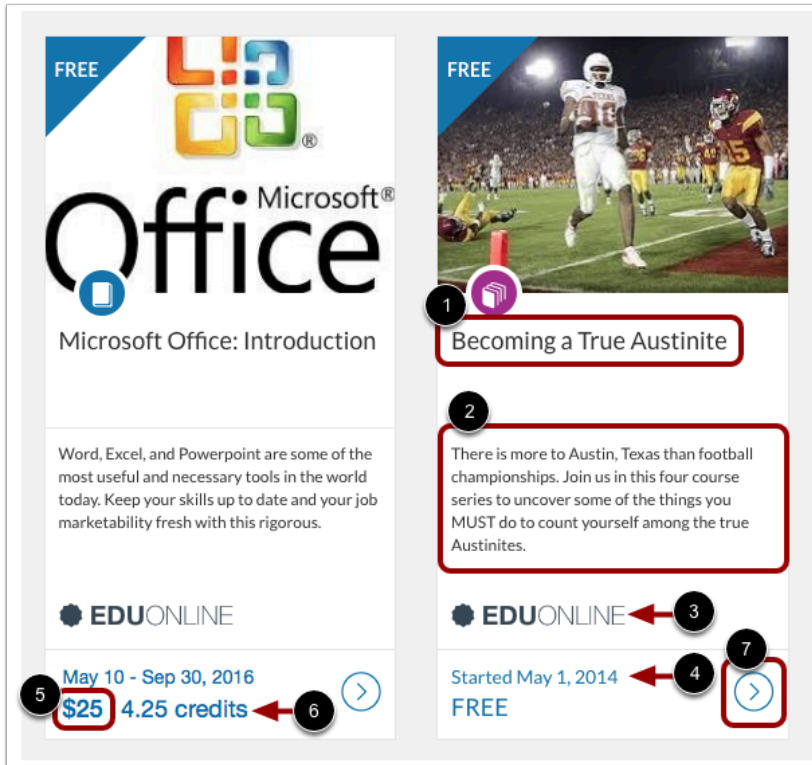 FREE
Microsoft®
Office
®
Microsoft Office: Introduction
Word, Excel, and Powerpoint are some of the
most useful and necessary tools in the world
today. Keep your skills up to date and your job
marketability fresh with this rigorous.
EDUONLINE
May 10 - Sep 30, 2016
5
$25 4.25 credits
6
FREE
TEXAS
1
Becoming a True Austinite
2
There is more to Austin, Texas than football
championships. Join us in this four course
series to uncover some of the things you
MUST do to count yourself among the true
Austinites.
EDUONLINE
3
Started May 1, 2014
4
7
FREE